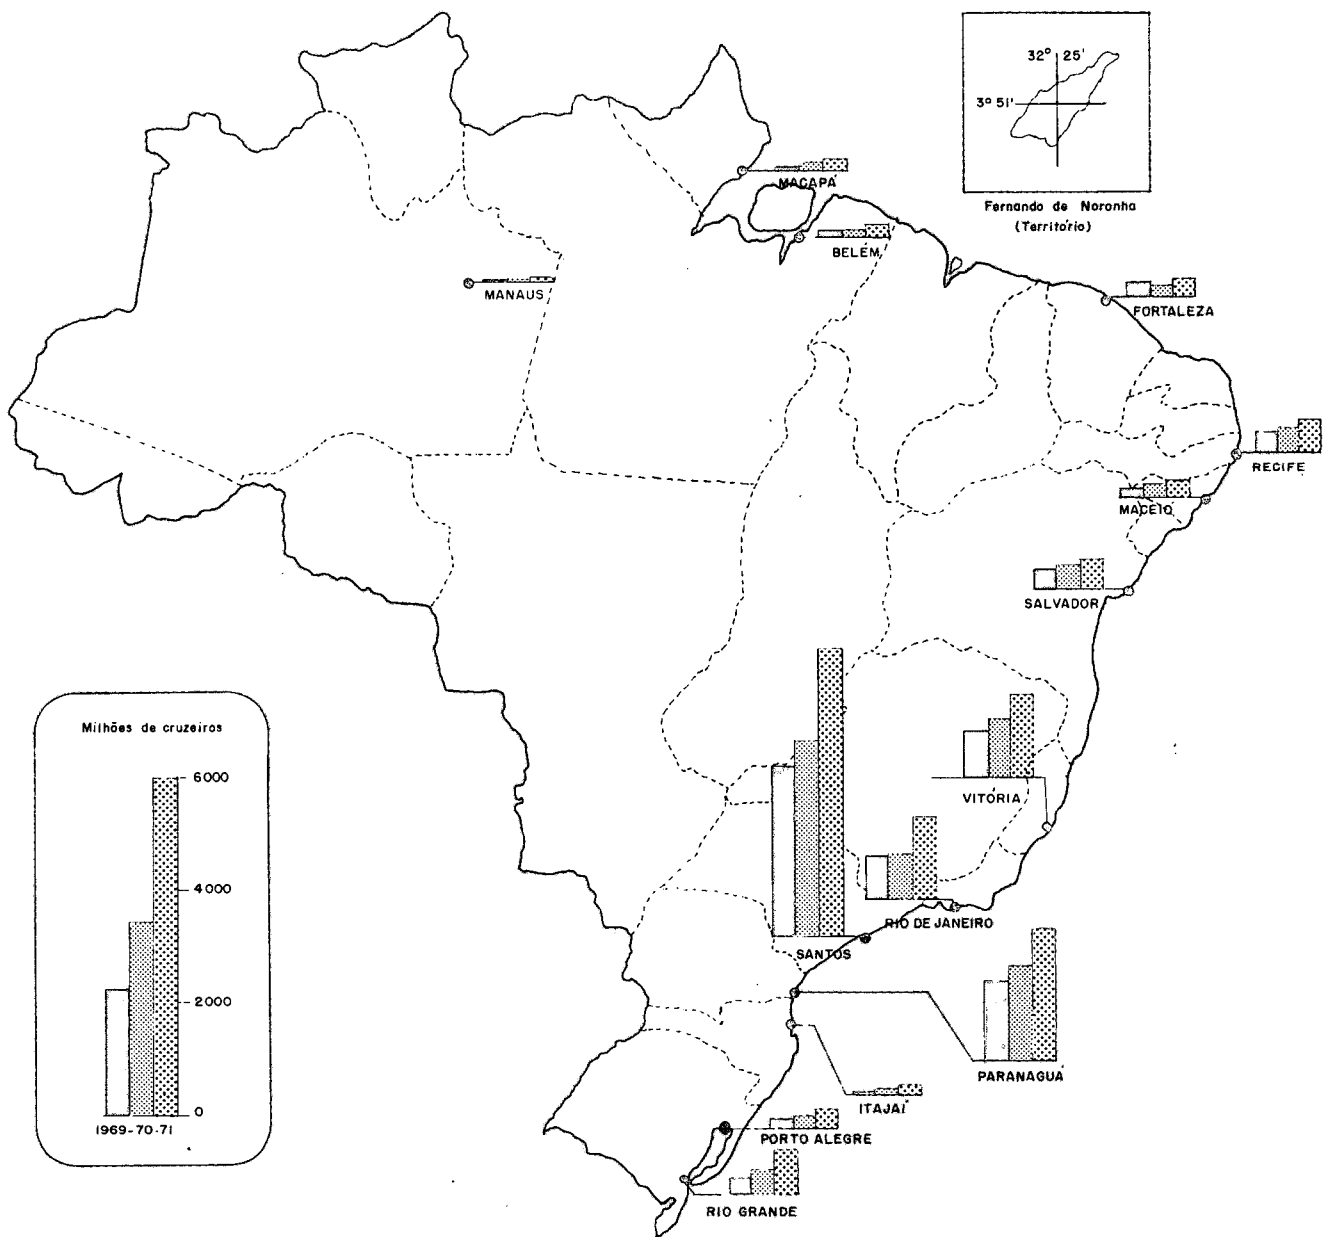 32° 25'
3° 51'
Fernando de Noronha
(Território)
MACAPÁ
BELÉM
MANAUS
FORTALEZA
RECIFE
MACEIÓ
SALVADOR
Milhões de cruzeiros
6000
4000
2000
0
1969-70-71
VITÓRIA
RIO DE JANEIRO
SANTOS
PARANAGUÁ
ITAJAÍ
PORTO ALEGRE
RIO GRANDE